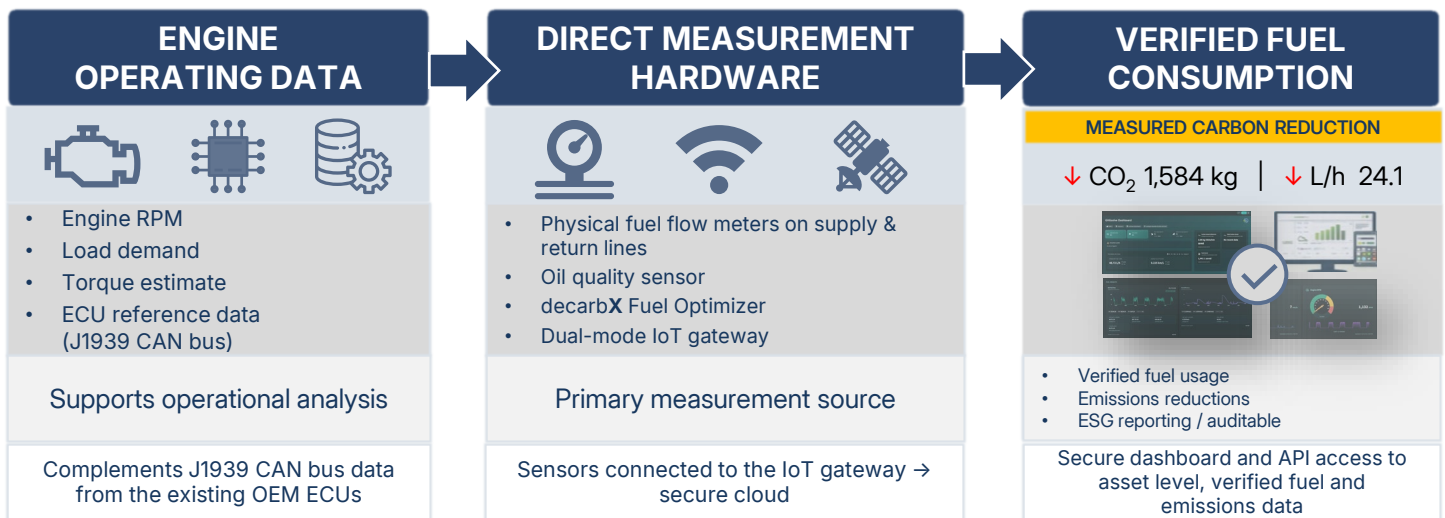 ENGINE
OPERATING DATA
• Engine RPM
• Load demand
• Torque estimate
• ECU reference data
(J1939 CAN bus)
Supports operational analysis
Complements J1939 CAN bus data
from the existing OEM ECUs
DIRECT MEASUREMENT
HARDWARE
• Physical fuel flow meters on supply &
return lines
• Oil quality sensor
• decarbX Fuel Optimizer
• Dual-mode IoT gateway
Primary measurement source
Sensors connected to the IoT gateway →
secure cloud
VERIFIED FUEL
CONSUMPTION
MEASURED CARBON REDUCTION
↓ CO₂ 1,584 kg | ↓ L/h 24.1
• Verified fuel usage
• Emissions reductions
• ESG reporting / auditable
Secure dashboard and API access to
asset level, verified fuel and
emissions data